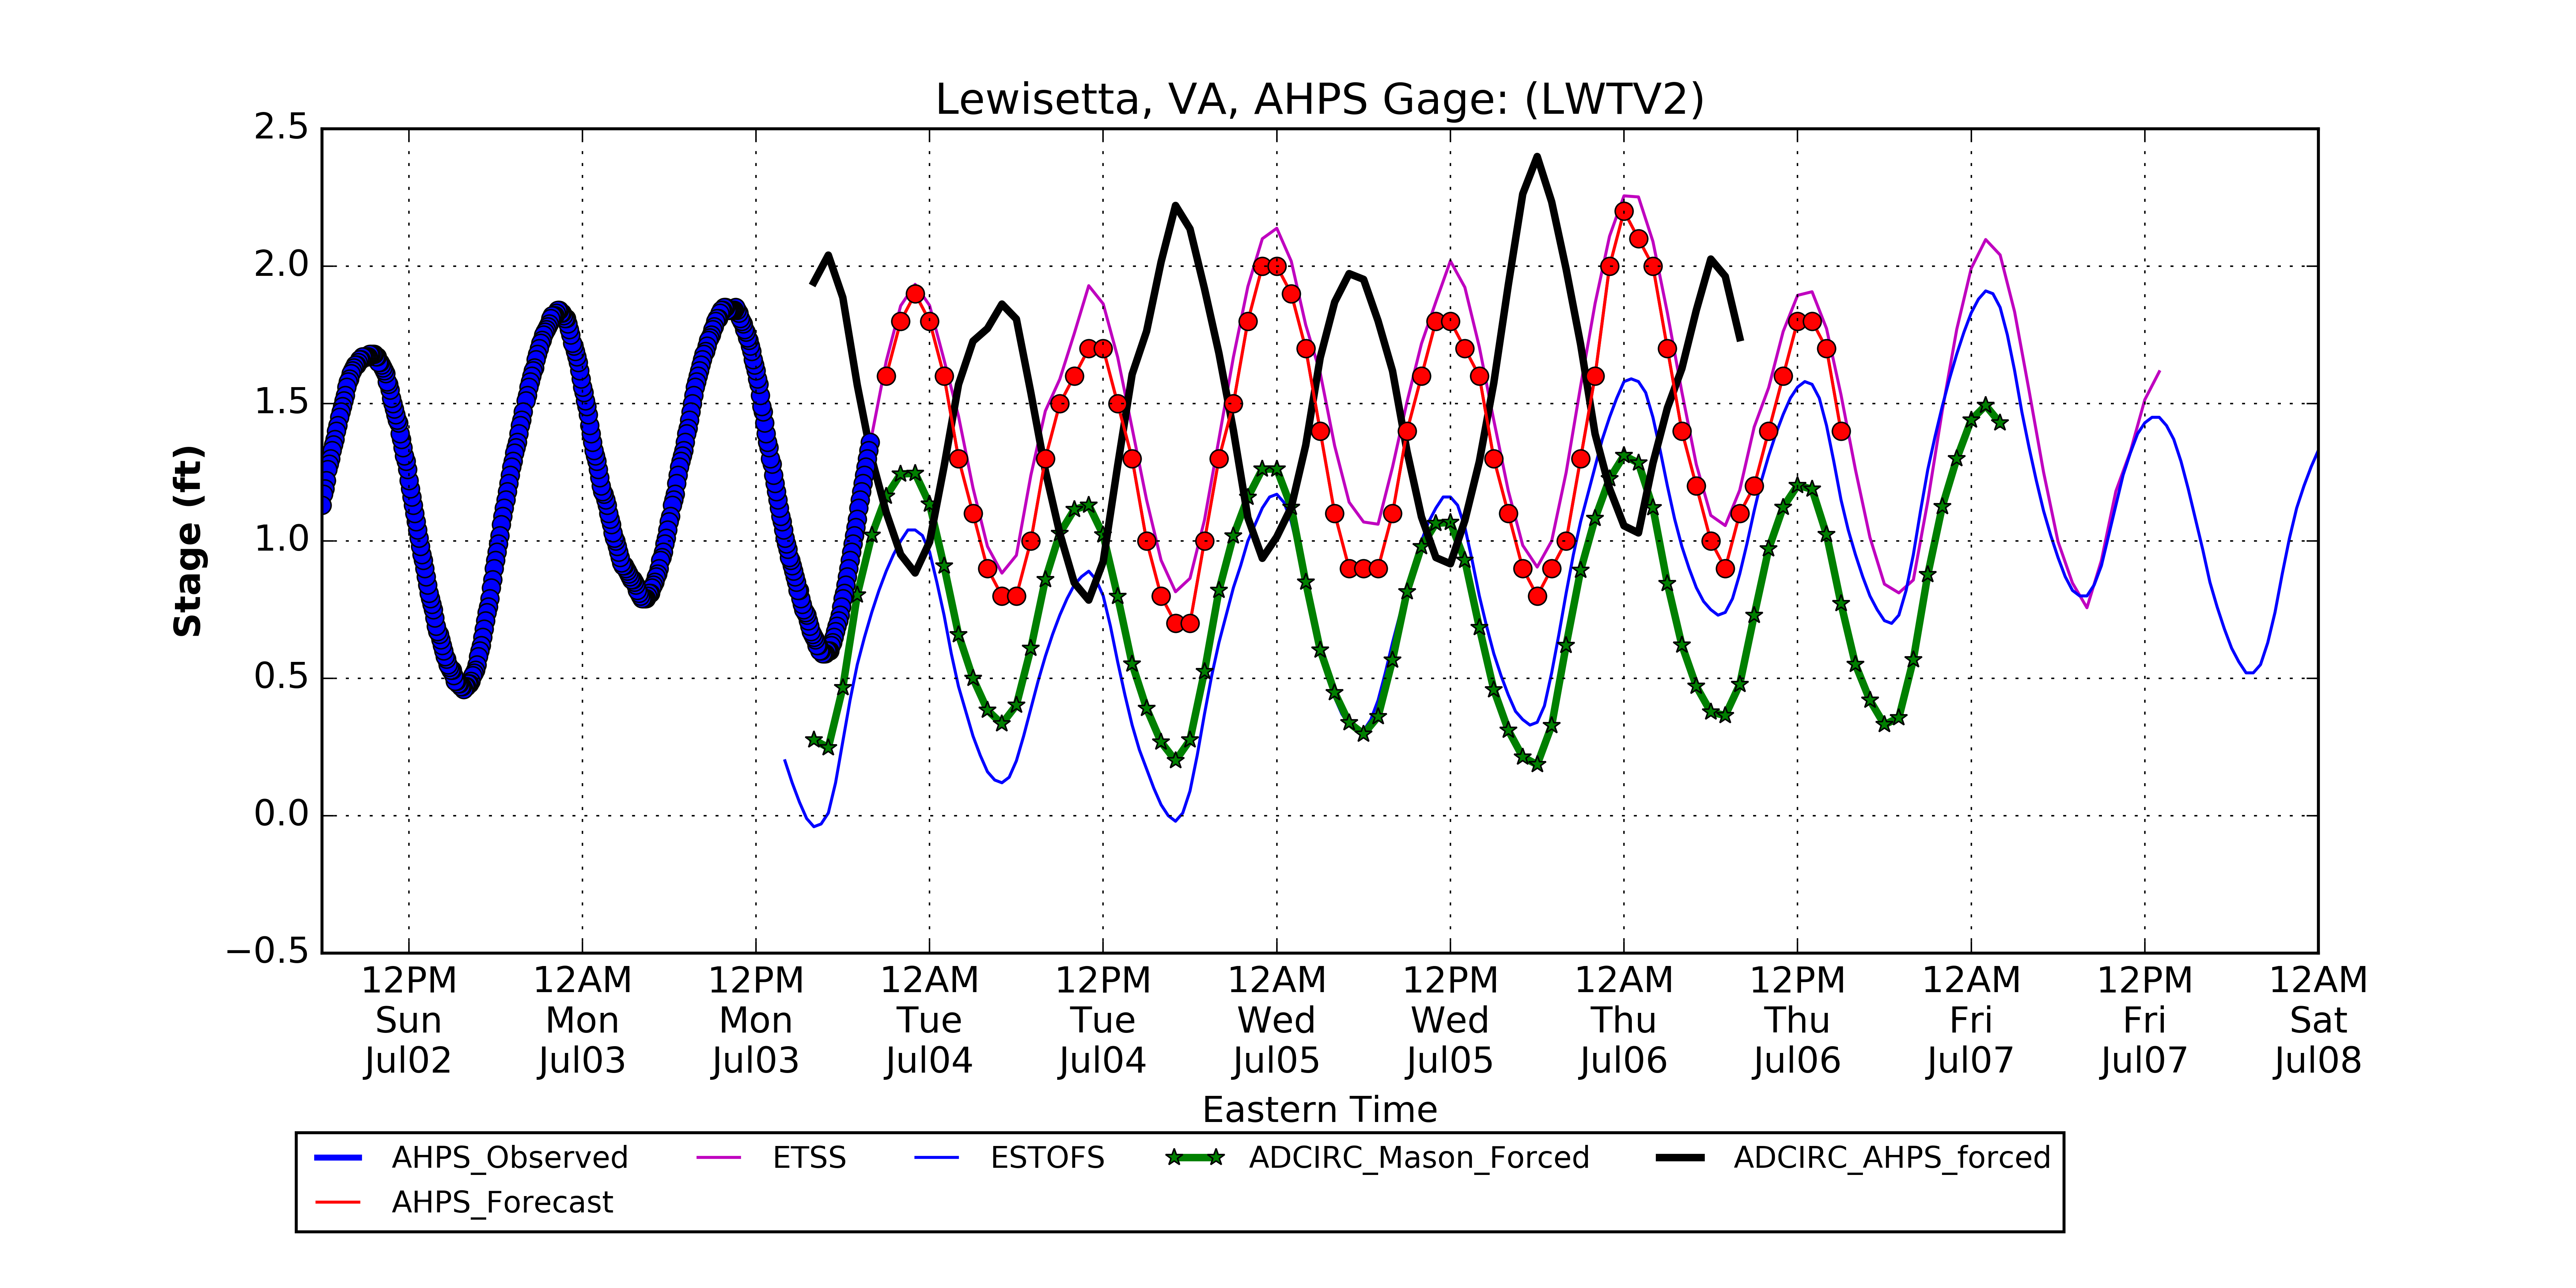 Lewisetta, VA, AHPS Gage: (LWTV2)
2.5
2.0
1.5
1.0
0.5
0.0
−0.5
Stage (ft)
12PM 12AM 12PM 12AM 12PM 12AM 12PM 12AM 12PM 12AM 12PM 12AM
Sun Mon Mon Tue Tue Wed Wed Thu Thu Fri Fri Sat
Jul02 Jul03 Jul03 Jul04 Jul04 Jul05 Jul05 Jul06 Jul06 Jul07 Jul07 Jul08
Eastern Time
AHPS_Observed ETSS ESTOFS ADCIRC_Mason_Forced ADCIRC_AHPS_forced
AHPS_Forecast